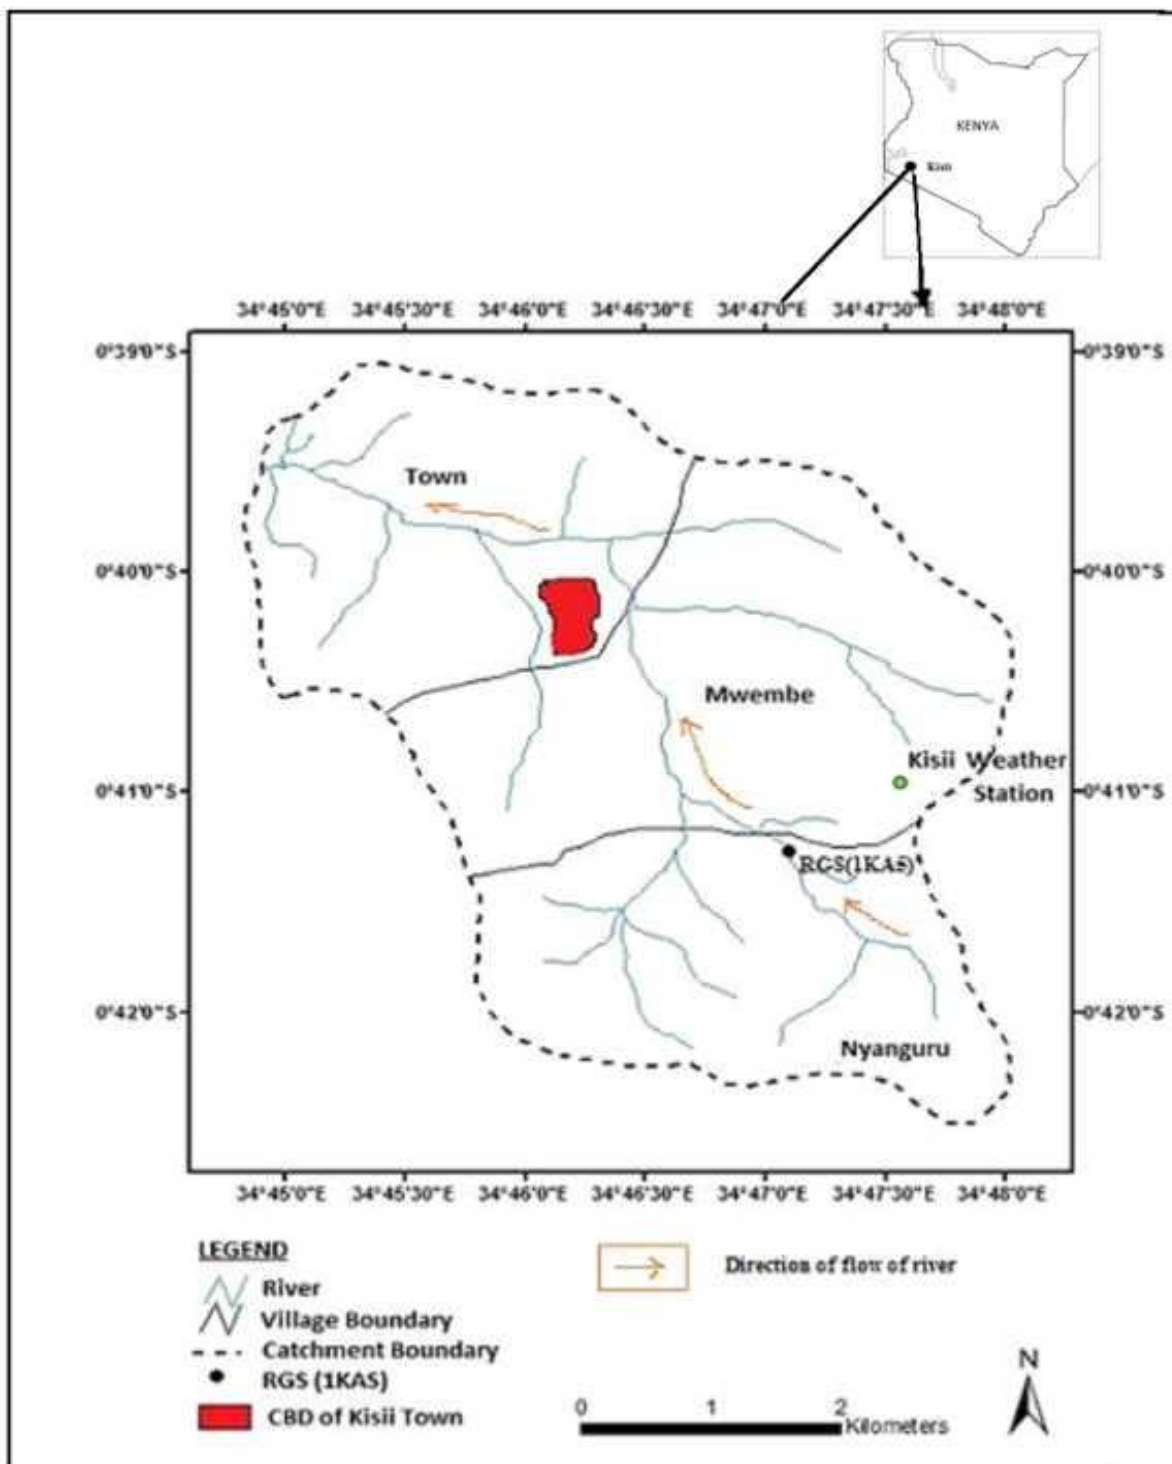 KENYA
Kisii
34°45'0"E 34°45'30"E 34°46'0"E 34°46'30"E 34°47'0"E 34°47'30"E 34°48'0"E
0°39'0"S 0°39'0"S
Town
0°40'0"S 0°40'0"S
Mwembe
Kisii Weather
Station
0°41'0"S 0°41'0"S
RGS(1KAS)
0°42'0"S 0°42'0"S
Nyanguru
34°45'0"E 34°45'30"E 34°46'0"E 34°46'30"E 34°47'0"E 34°47'30"E 34°48'0"E
LEGEND
River
Village Boundary
Catchment Boundary
RGS (1KAS)
CBD of Kisii Town
Direction of flow of river
N
0 1 2
Kilometers